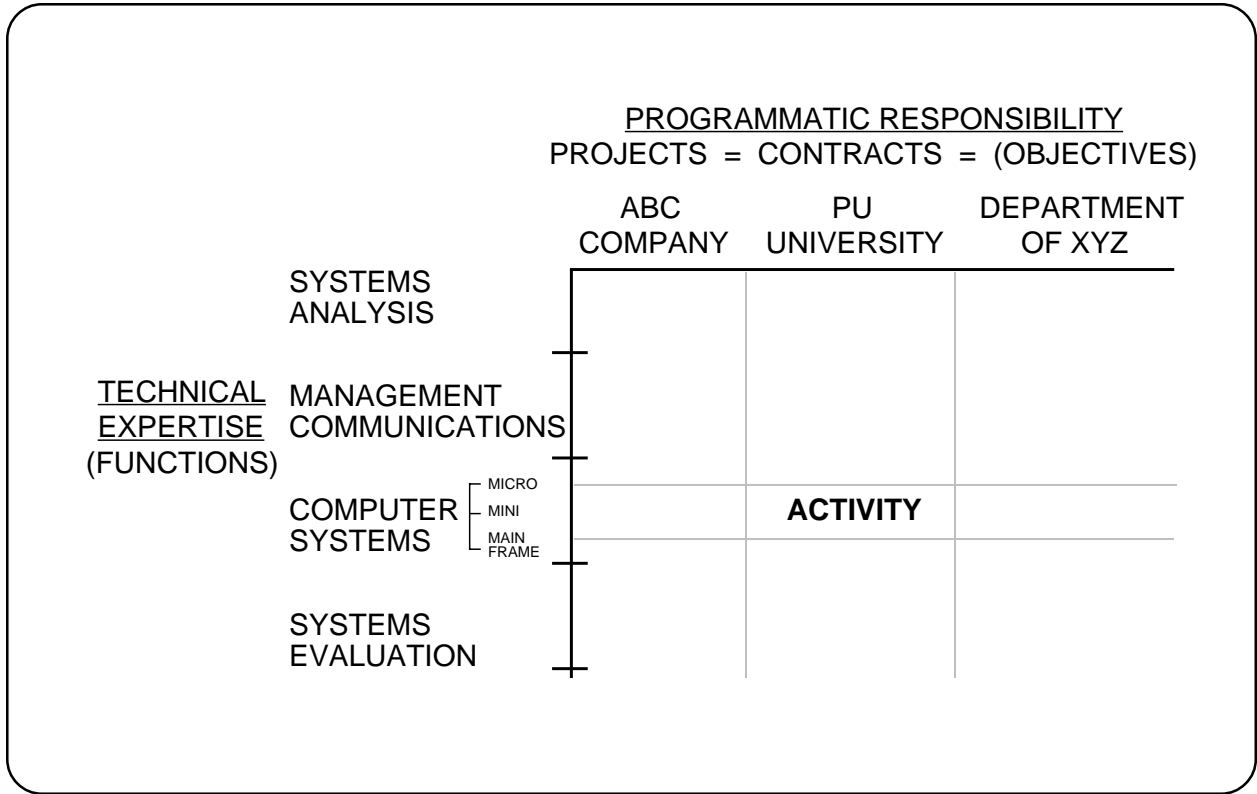 PROGRAMMATIC RESPONSIBILITY
PROJECTS = CONTRACTS = (OBJECTIVES)
ABC
COMPANY
PU
UNIVERSITY
DEPARTMENT
OF XYZ
TECHNICAL
EXPERTISE
(FUNCTIONS)
SYSTEMS
ANALYSIS
MANAGEMENT
COMMUNICATIONS
COMPUTER
SYSTEMS
MICRO
MINI
MAIN
FRAME
ACTIVITY
SYSTEMS
EVALUATION